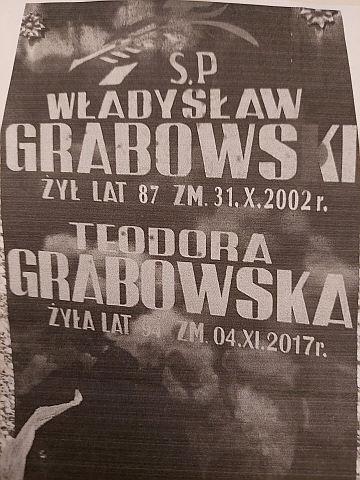 Ś.P
WŁADYSŁAW
GRABOWSKI
ŻYŁ LAT 87 ZM. 31.X.2002 r.
TEODORA
GRABOWSKA
ŻYŁA LAT ZM. 04.XI.2017r.